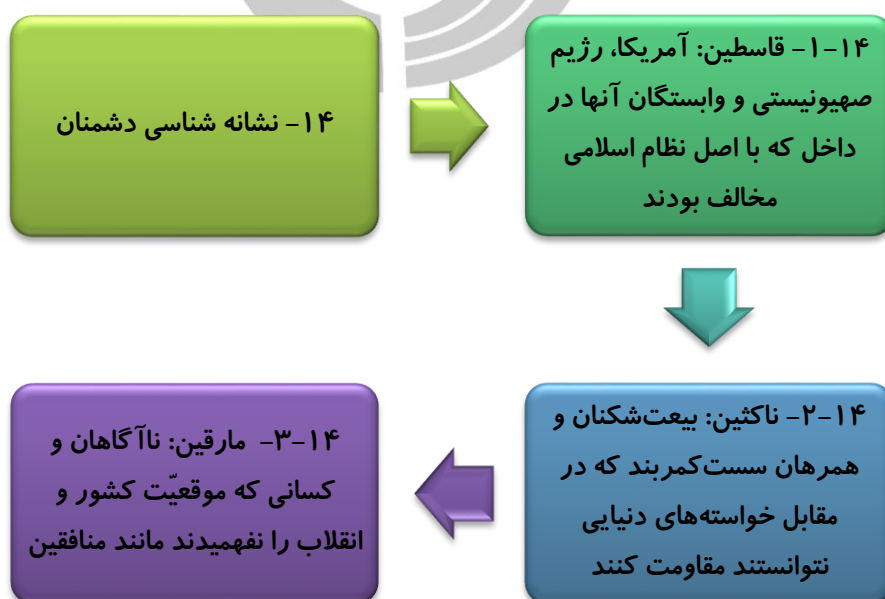 ۱۴- نشانه شناسی دشمنان
۱۴-۱- قاسطین: آمریکا، رژیم
صهیونیستی و وابستگان آنها در
داخل که با اصل نظام اسلامی
مخالف بودند
۱۴-۲- ناکثین: بیعت‌شکنان و
همرهان سست‌کمربند که در
مقابل خواسته‌های دنیایی
نتوانستند مقاومت کنند
۱۴-۳- مارقین: ناآگاهان و
کسانی که موقعیّت کشور و
انقلاب را نفهمیدند مانند منافقین